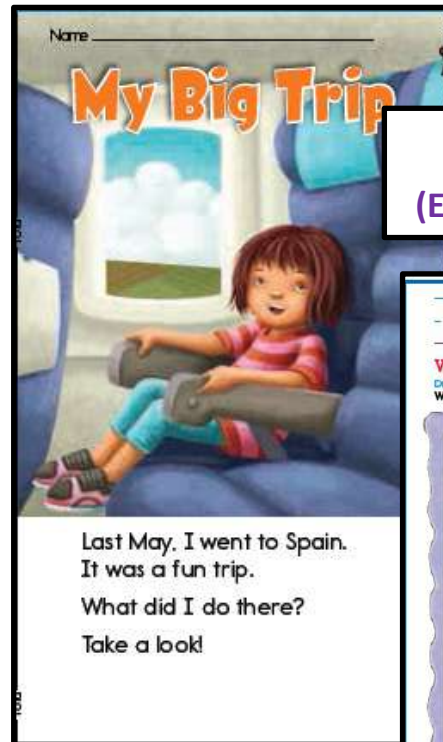 Name
My Big Trip
(E
Last May, I went to Spain.
It was a fun trip.
What did I do there?
Take a look!